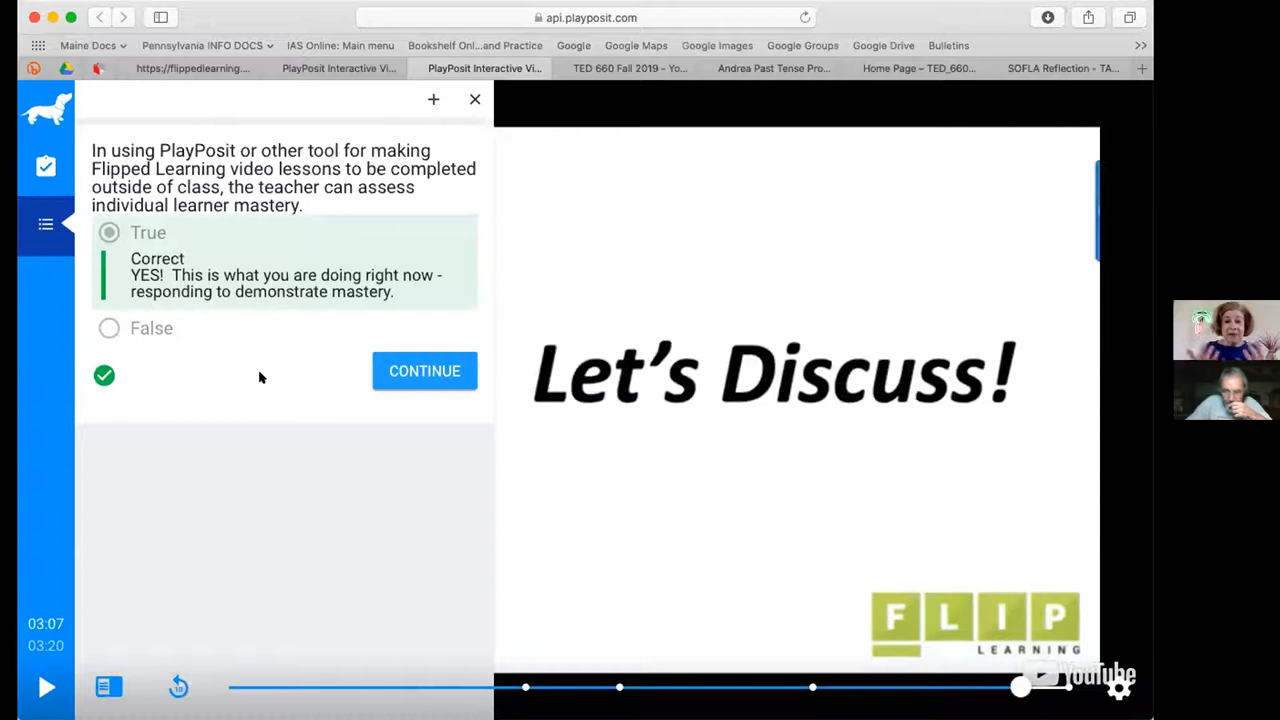 api.playposit.com
Maine Docs
Pennsylvania INFO DOCS
IAS Online: Main menu
Bookshelf Onl...and Practice
Google
Google Maps
Google Images
Google Groups
Google Drive
Bulletins
https://flippedlearning....
PlayPosit Interactive Vi...
PlayPosit Interactive Vi...
TED 660 Fall 2019 – Yo...
Andrea Past Tense Pro...
Home Page – TED_660...
SOFLA Reflection - TA...
In using PlayPosit or other tool for making
Flipped Learning video lessons to be completed
outside of class, the teacher can assess
individual learner mastery.
True
Correct
YES! This is what you are doing right now -
responding to demonstrate mastery.
False
CONTINUE
Let's Discuss!
FLIP
LEARNING
03:07
03:20
10
YouTube